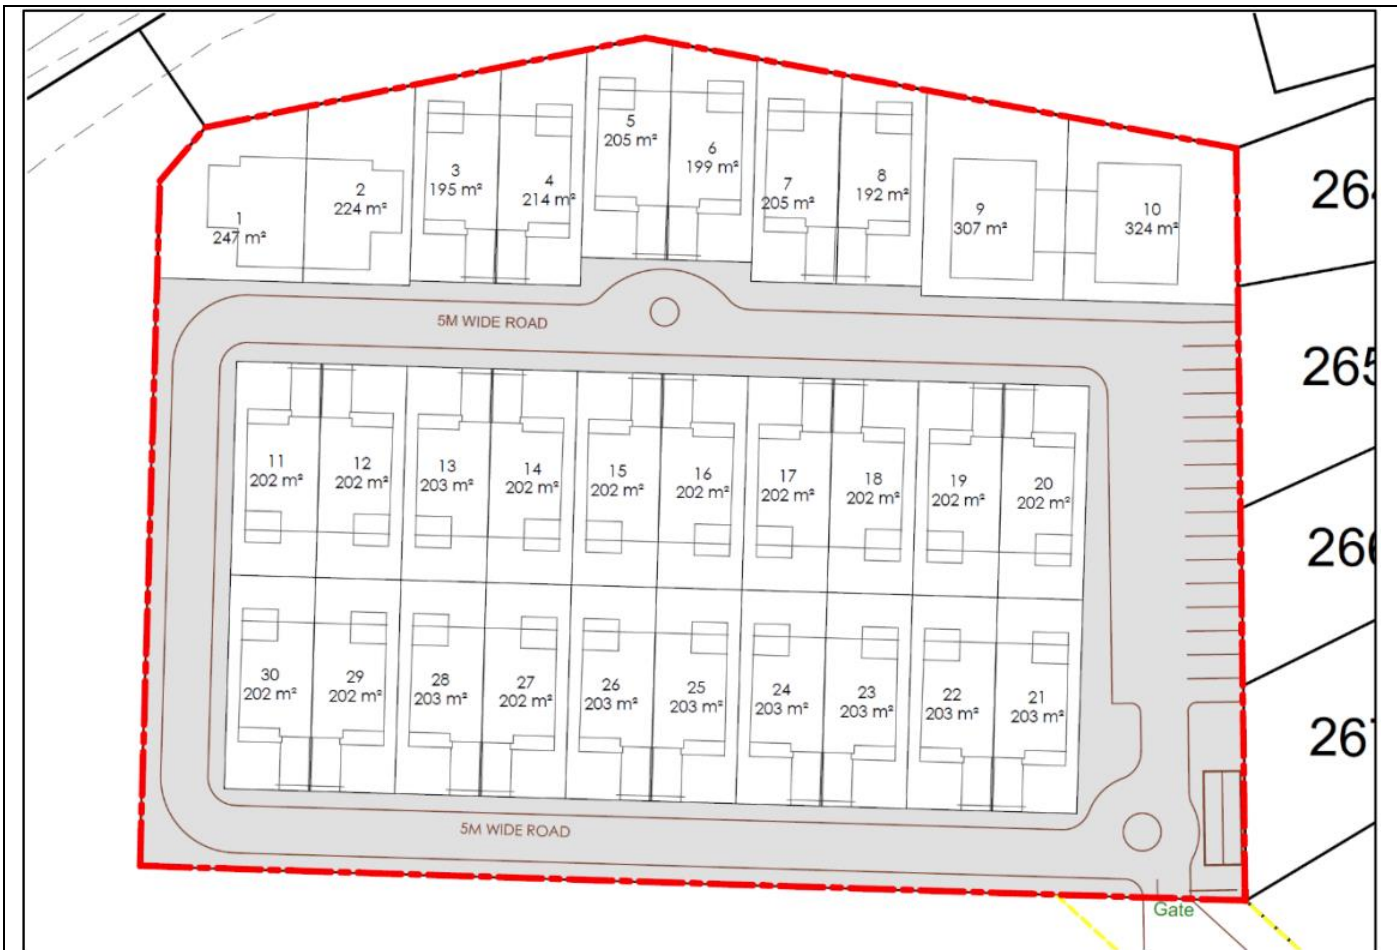 5
205 m²
6
199 m²
3
195 m²
4
214 m²
7
205 m²
8
192 m²
2
224 m²
1
247 m²
9
307 m²
10
324 m²
264
5M WIDE ROAD
265
11
202 m²
12
202 m²
13
203 m²
14
202 m²
15
202 m²
16
202 m²
17
202 m²
18
202 m²
19
202 m²
20
202 m²
266
30
202 m²
29
202 m²
28
203 m²
27
202 m²
26
203 m²
25
203 m²
24
203 m²
23
203 m²
22
203 m²
21
203 m²
267
5M WIDE ROAD
Gate